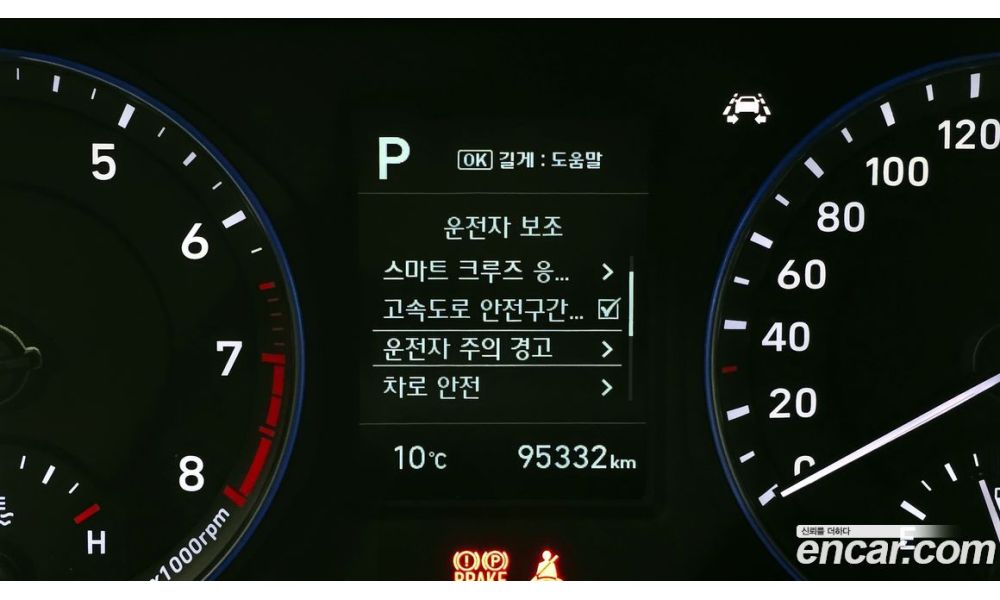 5
6
7
8
H
x1000rpm
P
OK 길게 : 도움말
운전자 보조
스마트 크루즈 응...
고속도로 안전구간...
운전자 주의 경고
차로 안전
10℃
95332km
120
100
80
60
40
20
0
(!) (P)
BRAKE
신뢰를 더하다
encar.com